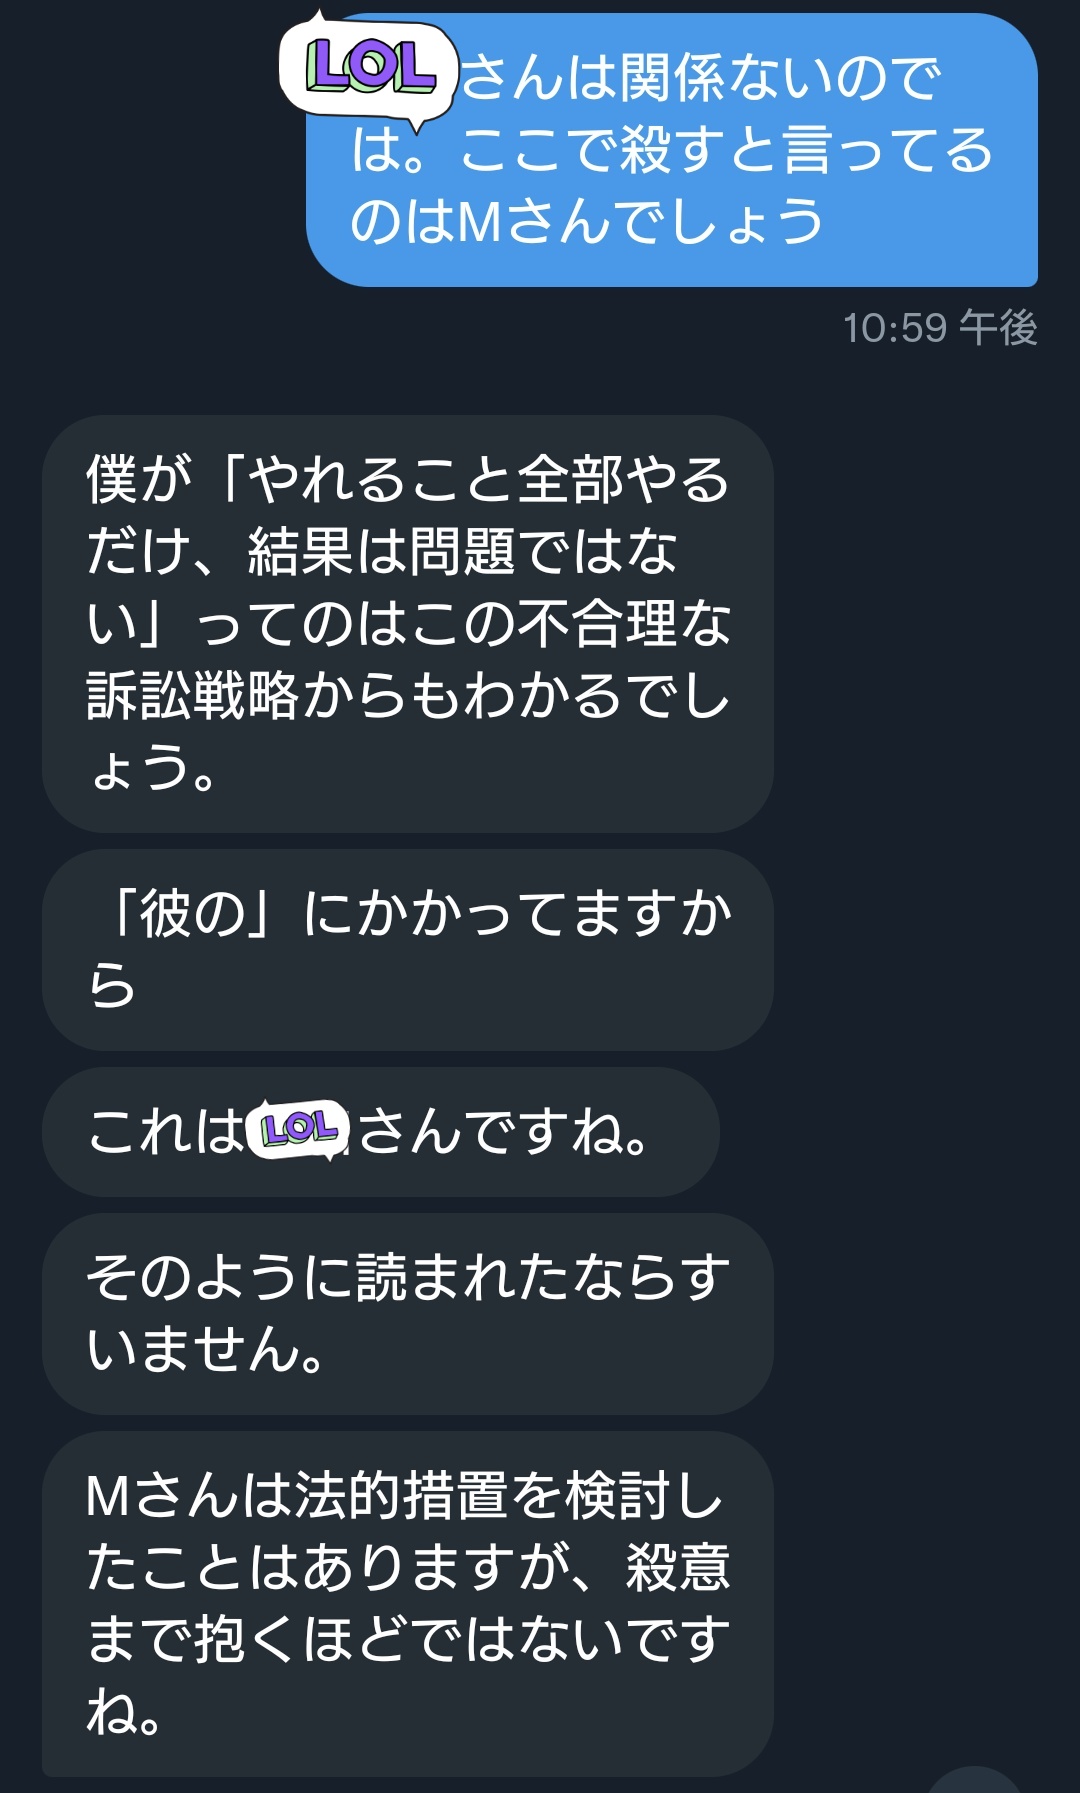 LOLさんは関係ないので
は。ここで殺すと言ってる
のはMさんでしょう
10:59 午後
僕が「やれること全部やる
だけ、結果は問題ではな
い」ってのはこの不合理な
訴訟戦略からもわかるでし
ょう。
「彼の」にかかってますか
ら
これはLOLさんですね。
そのように読まれたならす
いません。
Mさんは法的措置を検討し
たことはありますが、殺意
まで抱くほどではないです
ね。